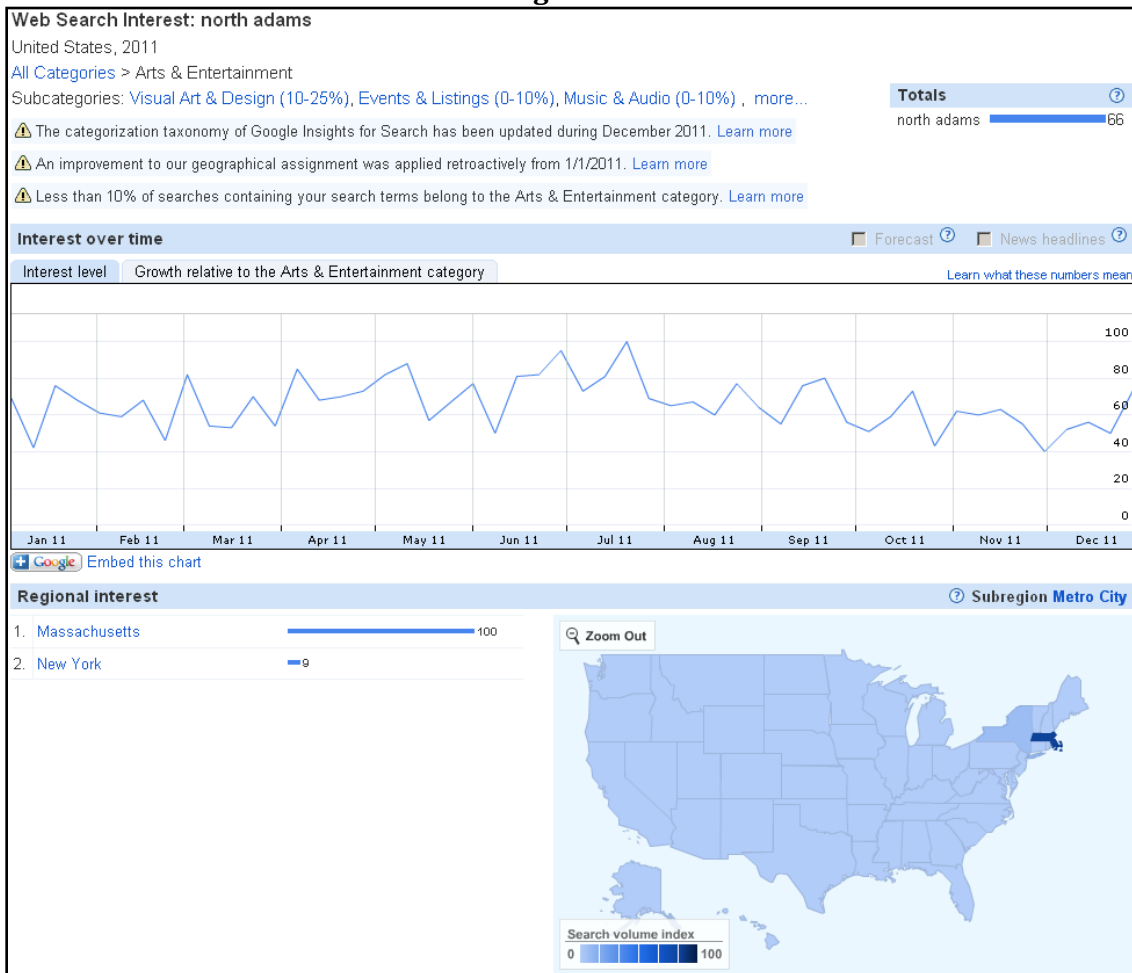 Web Search Interest: north adams
United States, 2011
All Categories > Arts & Entertainment
Subcategories: Visual Art & Design (10-25%), Events & Listings (0-10%), Music & Audio (0-10%) , more...
Totals ?
north adams 66
The categorization taxonomy of Google Insights for Search has been updated during December 2011. Learn more
An improvement to our geographical assignment was applied retroactively from 1/1/2011. Learn more
Less than 10% of searches containing your search terms belong to the Arts & Entertainment category. Learn more
Interest over time Forecast ? News headlines ?
Interest level Growth relative to the Arts & Entertainment category Learn what these numbers mean
100
80
60
40
20
0
Jan 11 Feb 11 Mar 11 Apr 11 May 11 Jun 11 Jul 11 Aug 11 Sep 11 Oct 11 Nov 11 Dec 11
+ Google Embed this chart
Regional interest ? Subregion Metro City
1. Massachusetts 100
2. New York 9
Zoom Out
Search volume index
0 100